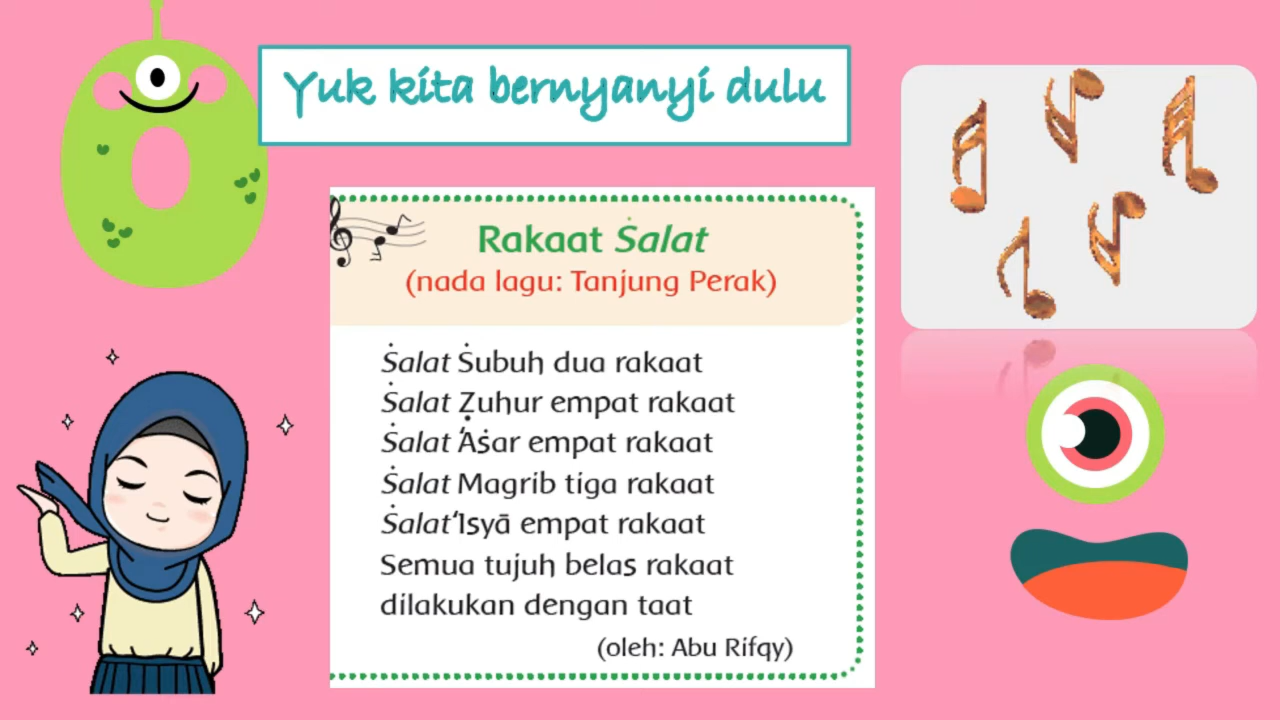 Yuk kita bernyanyi dulu
Rakaat Ṡalat
(nada lagu: Tanjung Perak)
Ṡalat Ṡubuh dua rakaat
Ṡalat Ẓuhur empat rakaat
Ṡalat ‘Aṡar empat rakaat
Ṡalat Magrib tiga rakaat
Ṡalat ‘Isyā empat rakaat
Semua tujuh belas rakaat
dilakukan dengan taat
(oleh: Abu Rifqy)